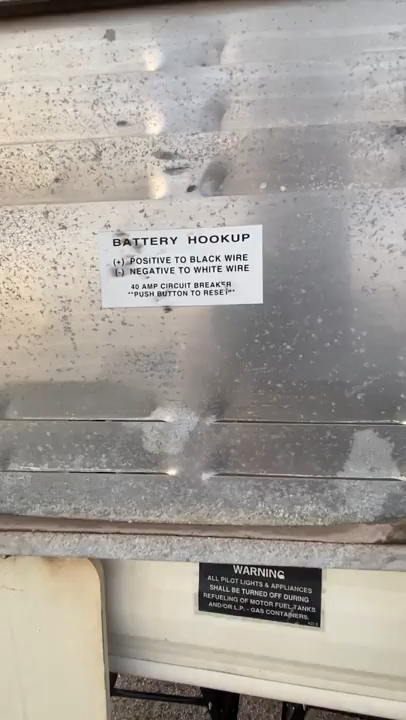 BATTERY HOOKUP
(+) POSITIVE TO BLACK WIRE
(-) NEGATIVE TO WHITE WIRE
40 AMP CIRCUIT BREAKER
**PUSH BUTTON TO RESET**
WARNING
ALL PILOT LIGHTS & APPLIANCES
SHALL BE TURNED OFF DURING
REFUELING OF MOTOR FUEL TANKS
AND/OR L.P. - GAS CONTAINERS.